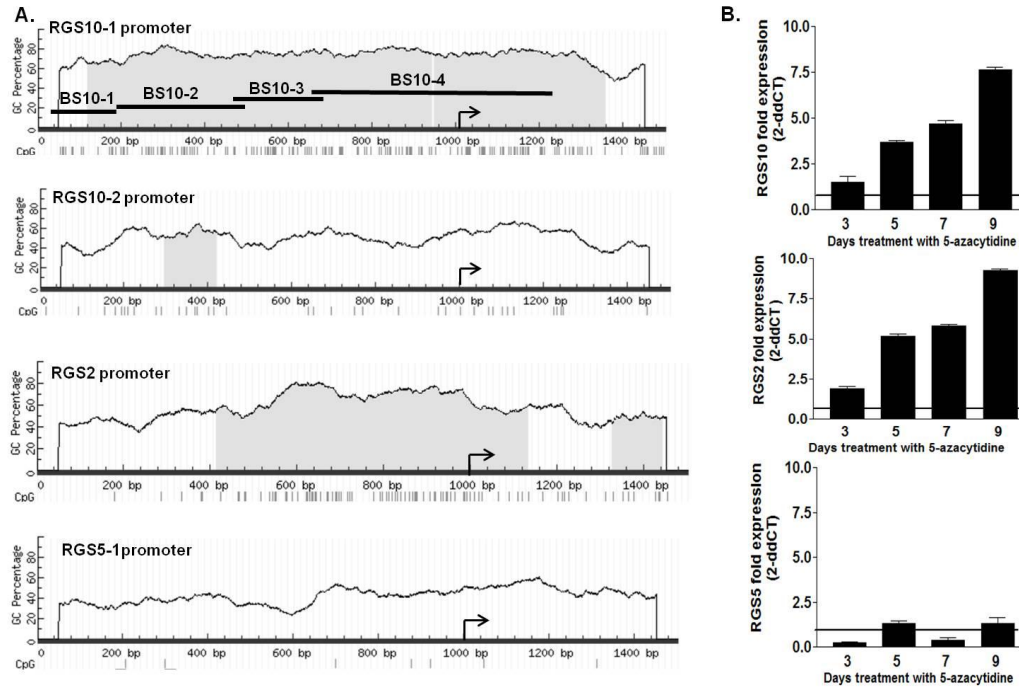 A.
RGS10-1 promoter
GC Percentage
0 20 40 60 80
BS10-1 BS10-2 BS10-3 BS10-4
200 bp 400 bp 600 bp 800 bp 1000 bp 1200 bp 1400 bp
CpG
RGS10-2 promoter
GC Percentage
0 20 40 60 80
0 200 bp 400 bp 600 bp 800 bp 1000 bp 1200 bp 1400 bp
CpG
RGS2 promoter
GC Percentage
0 20 40 60 80
0 200 bp 400 bp 600 bp 800 bp 1000 bp 1200 bp 1400 bp
CpG
RGS5-1promoter
GC Percentage
0 20 40 60 80
0 200 bp 400 bp 600 bp 800 bp 1000 bp 1200 bp 1400 bp
CpG
B.
RGS10 fold expression
(2-ddCT)
10.0
7.5
5.0
2.5
0.0
3 5 7 9
Days treatment with 5-azacytidine
RGS2 fold expression
(2-ddCT)
10.0
7.5
5.0
2.5
0.0
3 5 7 9
Days treatment with 5-azacytidine
RGS5 fold expression
(2-ddCT)
10.0
7.5
5.0
2.5
0.0
3 5 7 9
Days treatment with 5-azacytidine